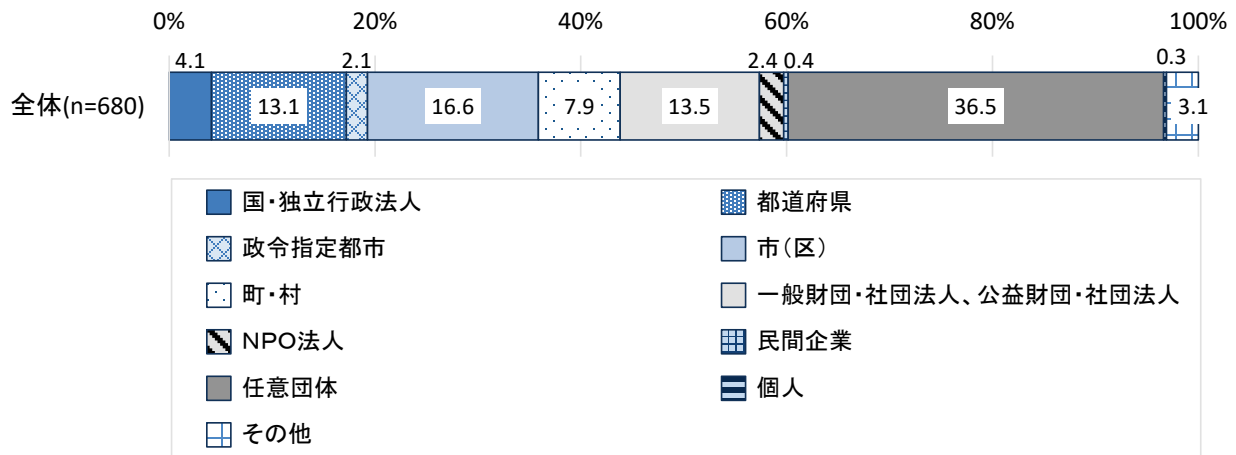 0% 20% 40% 60% 80% 100%
4.1 2.1 2.4 0.4 0.3
全体(n=680) 13.1 16.6 7.9 13.5 36.5 3.1
国・独立行政法人 都道府県
政令指定都市 市(区)
町・村 一般財団・社団法人、公益財団・社団法人
NPO法人 民間企業
任意団体 個人
その他